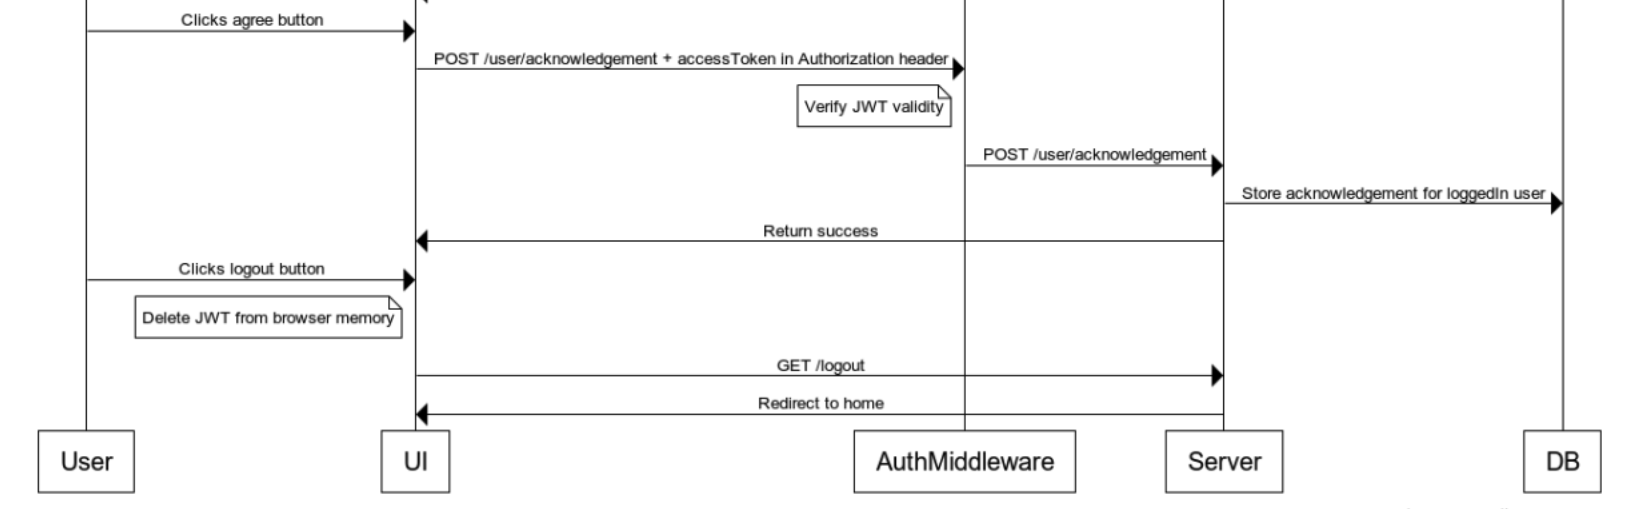 Clicks agree button
POST /user/acknowledgement + accessToken in Authorization header
Verify JWT validity
POST /user/acknowledgement
Store acknowledgement for loggedIn user
Return success
Clicks logout button
Delete JWT from browser memory
GET /logout
Redirect to home
User
UI
AuthMiddleware
Server
DB